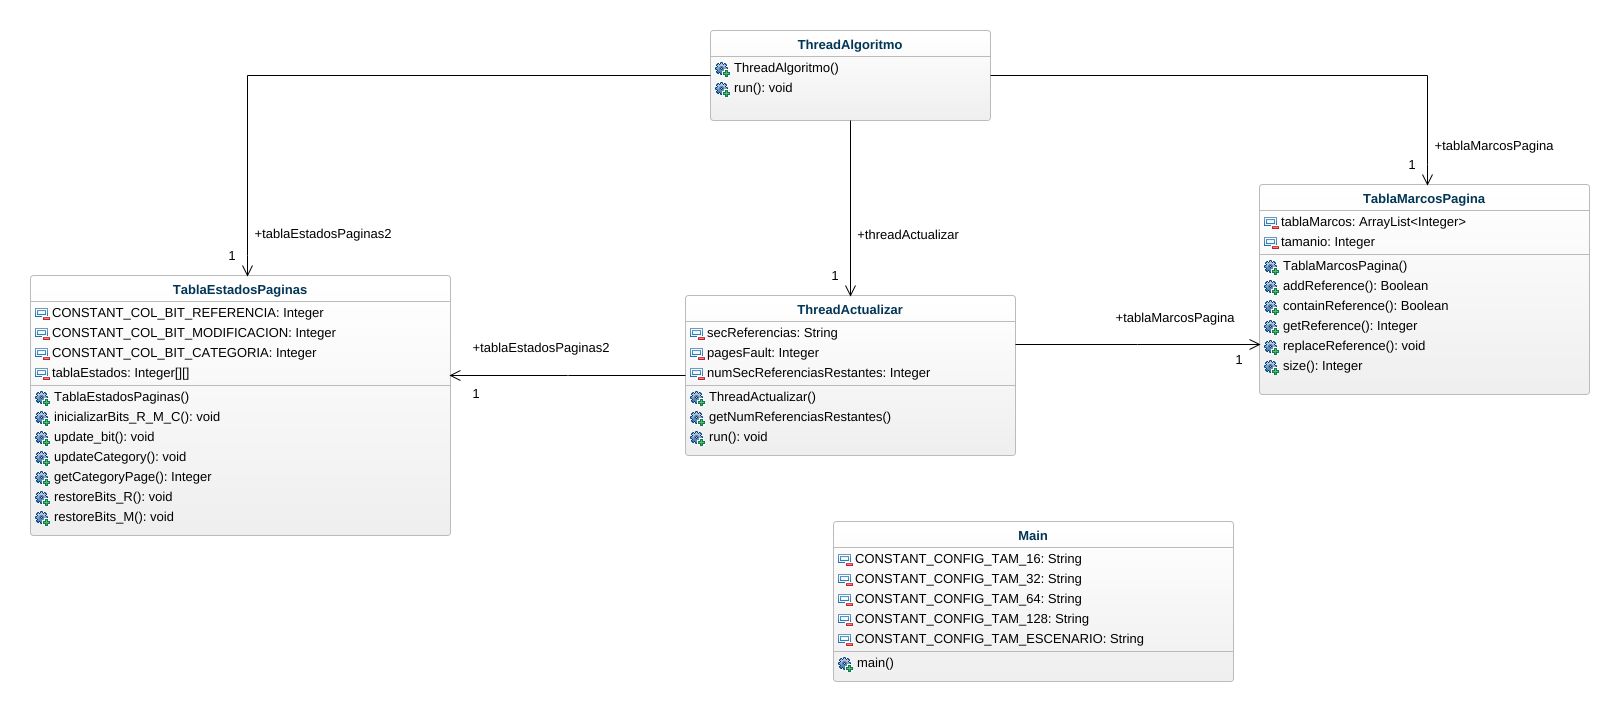 ThreadAlgoritmo
ThreadAlgoritmo()
run(): void
+tablaEstadosPaginas2
1
+threadActualizar
1
+tablaMarcosPagina
1
TablaEstadosPaginas
CONSTANT_COL_BIT_REFERENCIA: Integer
CONSTANT_COL_BIT_MODIFICACION: Integer
CONSTANT_COL_BIT_CATEGORIA: Integer
tablaEstados: Integer[][]
TablaEstadosPaginas()
inicializarBits_R_M_C(): void
update_bit(): void
updateCategory(): void
getCategoryPage(): Integer
restoreBits_R(): void
restoreBits_M(): void
+tablaEstadosPaginas2
1
ThreadActualizar
secReferencias: String
pagesFault: Integer
numSecReferenciasRestantes: Integer
ThreadActualizar()
getNumReferenciasRestantes()
run(): void
+tablaMarcosPagina
1
TablaMarcosPagina
tablaMarcos: ArrayList<Integer>
tamanio: Integer
TablaMarcosPagina()
addReference(): Boolean
containReference(): Boolean
getReference(): Integer
replaceReference(): void
size(): Integer
Main
CONSTANT_CONFIG_TAM_16: String
CONSTANT_CONFIG_TAM_32: String
CONSTANT_CONFIG_TAM_64: String
CONSTANT_CONFIG_TAM_128: String
CONSTANT_CONFIG_TAM_ESCENARIO: String
main()